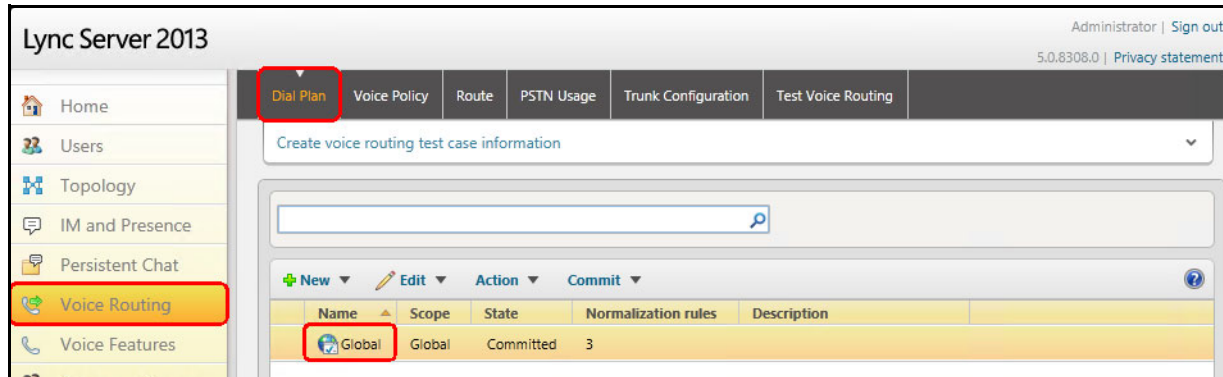 Lync Server 2013
Administrator | Sign out
5.0.8308.0 | Privacy statement
Home
Users
Topology
IM and Presence
Persistent Chat
Voice Routing
Voice Features
Dial Plan Voice Policy Route PSTN Usage Trunk Configuration Test Voice Routing
Create voice routing test case information
New Edit Action Commit
Name Scope State Normalization rules Description
Global Global Committed 3